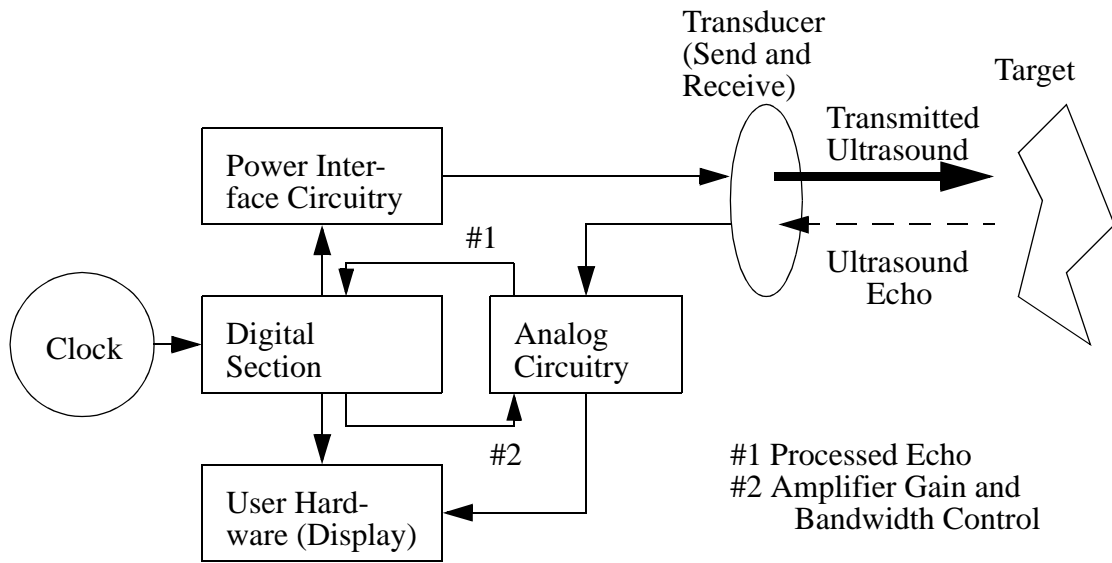 Transducer
(Send and
Receive)
Target
Transmitted
Ultrasound
Power Inter-
face Circuitry
#1
Ultrasound
Echo
Clock
Digital
Section
Analog
Circuitry
#2
#1 Processed Echo
#2 Amplifier Gain and
Bandwidth Control
User Hard-
ware (Display)